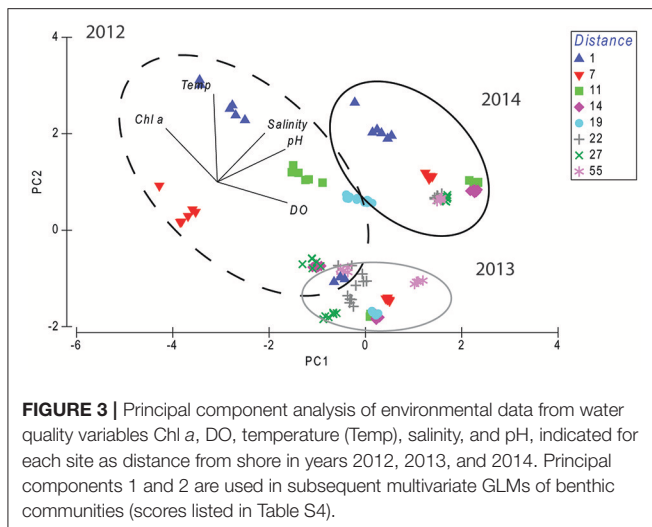 2012
2014
2013
Temp
Chl a
Salinity
pH
DO
Distance
1
7
11
14
19
22
27
55
PC2
4
2
0
-2
-6
-4
-2
0
2
4
PC1
FIGURE 3 | Principal component analysis of environmental data from water
quality variables Chl a, DO, temperature (Temp), salinity, and pH, indicated for
each site as distance from shore in years 2012, 2013, and 2014. Principal
components 1 and 2 are used in subsequent multivariate GLMs of benthic
communities (scores listed in Table S4).